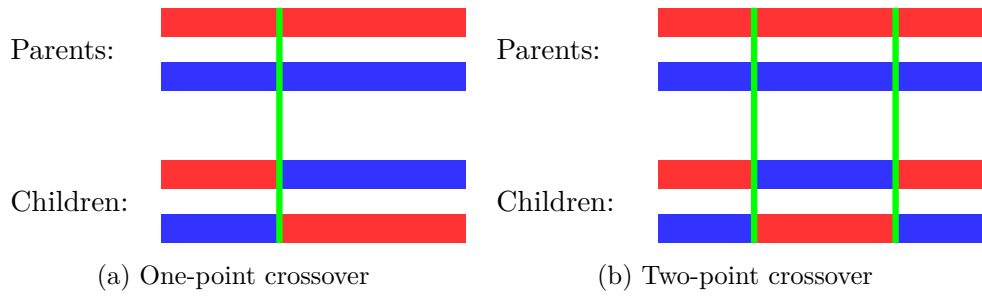 Parents:
Children:
(a) One-point crossover
Parents:
Children:
(b) Two-point crossover